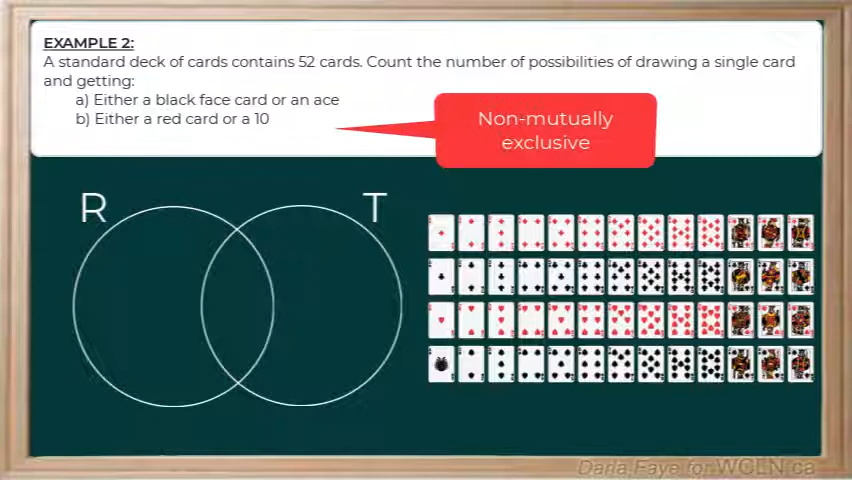 EXAMPLE 2:
A standard deck of cards contains 52 cards. Count the number of possibilities of drawing a single card
and getting:
a) Either a black face card or an ace
b) Either a red card or a 10
Non-mutually
exclusive
R
T
Darla Faye for WCLN.ca